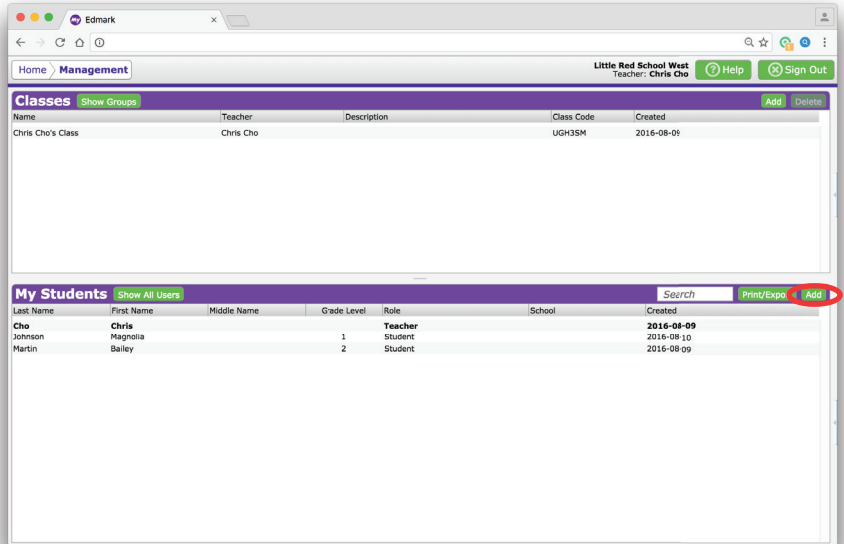 My Edmark
Little Red School West
Home Management Teacher: Chris Cho Help Sign Out
Classes Show Groups Add Delete
Name Teacher Description Class Code Created
Chris Cho's Class Chris Cho UGH3SM 2016-08-09
My Students Show All Users Search Print/Expo Add
Last Name First Name Middle Name Grade Level Role School Created
Cho Chris Teacher 2016-08-09
Johnson Magnolia 1 Student 2016-08-10
Martin Bailey 2 Student 2016-08-09